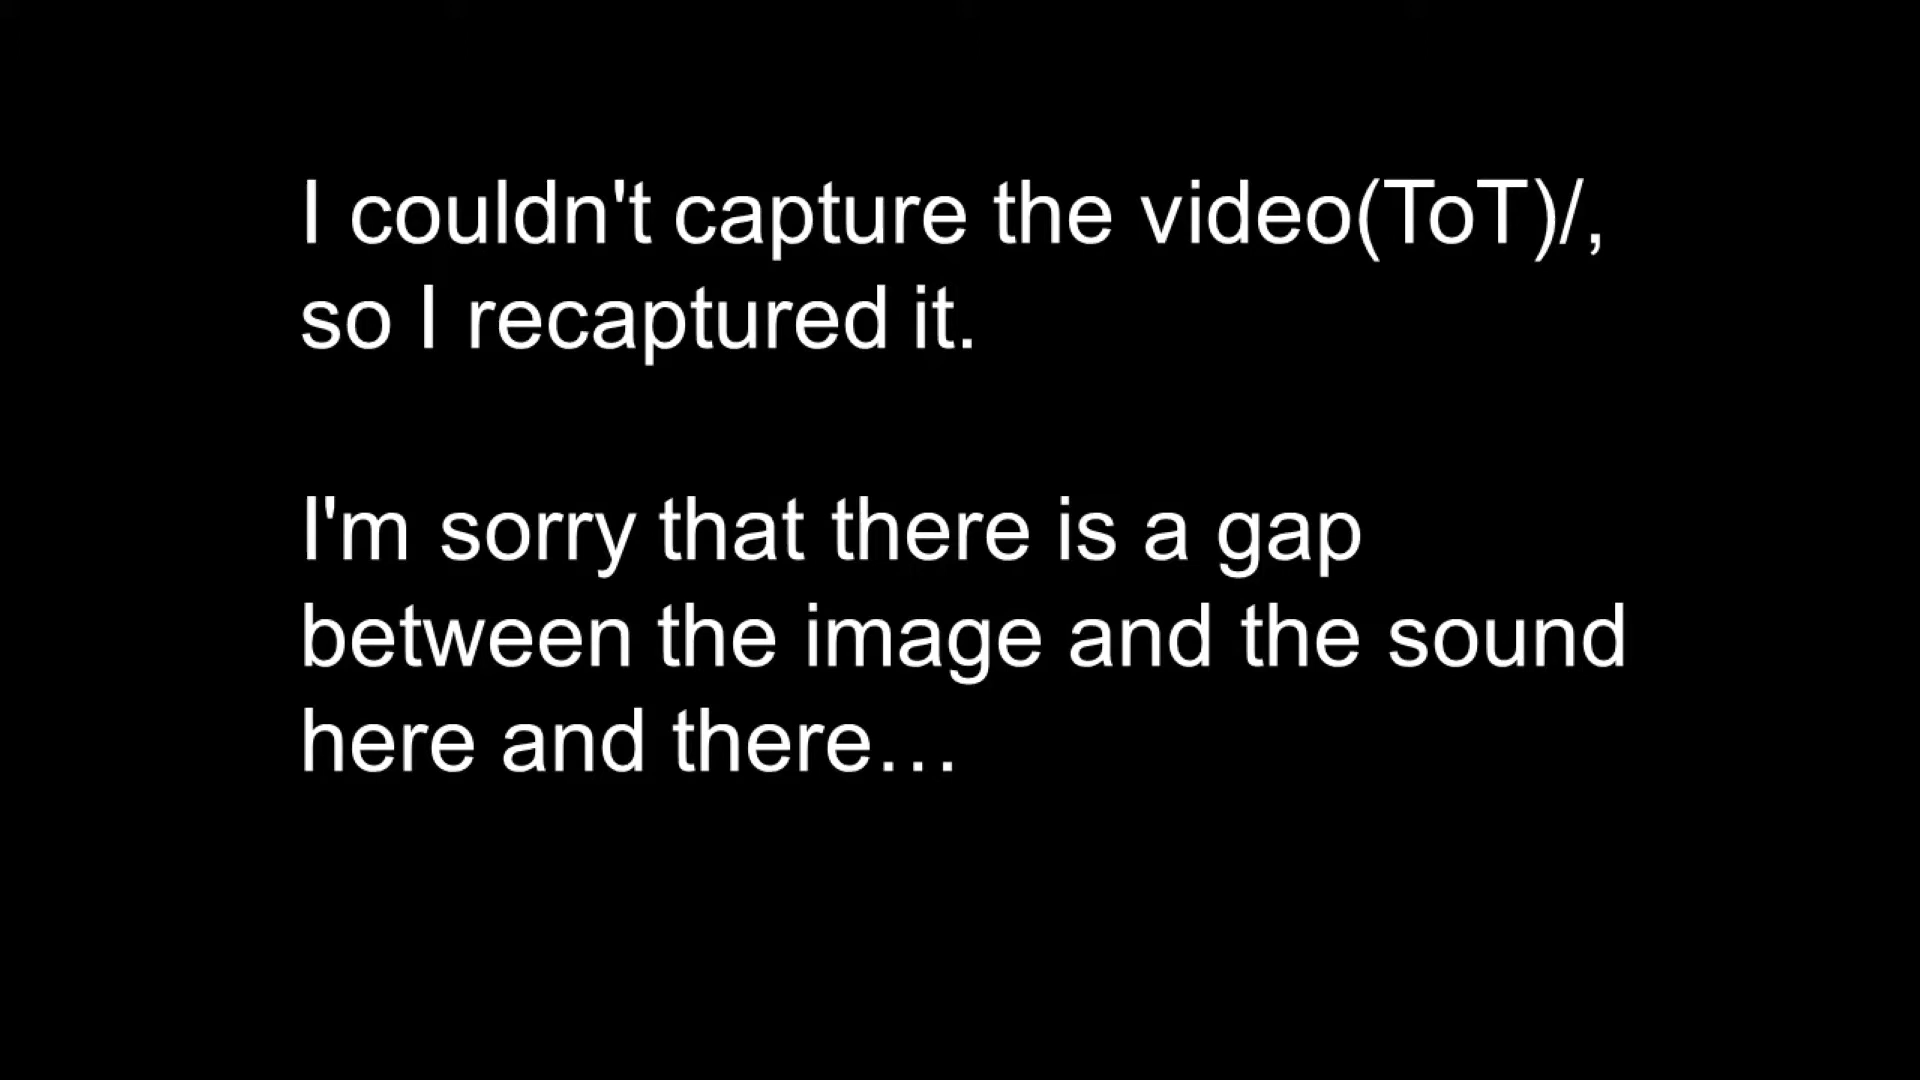 I couldn't capture the video(ToT)/,
so I recaptured it.
I'm sorry that there is a gap
between the image and the sound
here and there…